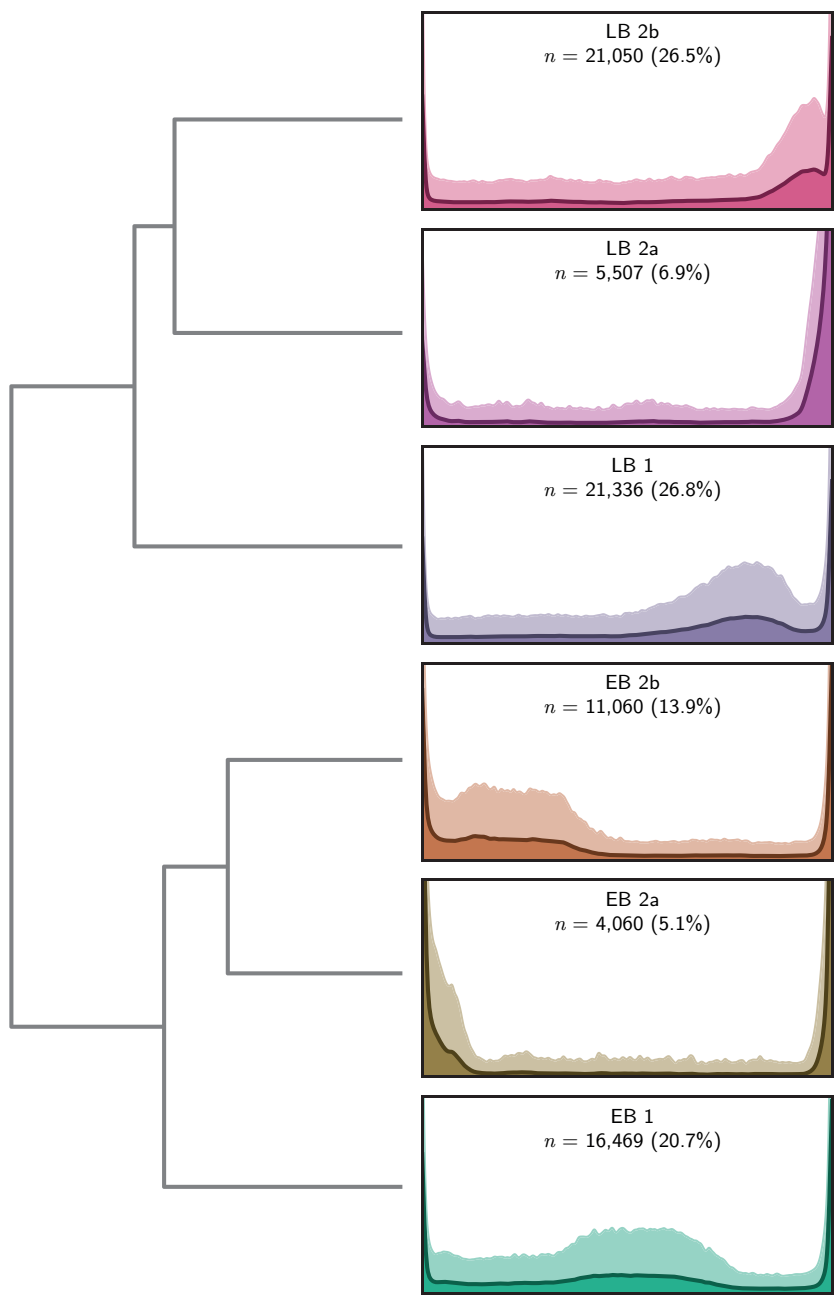 LB 2b
n = 21,050 (26.5%)
LB 2a
n = 5,507 (6.9%)
LB 1
n = 21,336 (26.8%)
EB 2b
n = 11,060 (13.9%)
EB 2a
n = 4,060 (5.1%)
EB 1
n = 16,469 (20.7%)